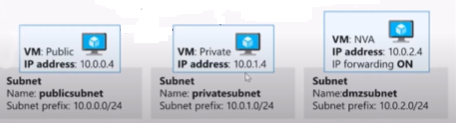 VM: Public
IP address: 10.0.0.4
Subnet
Name: publicsubnet
Subnet prefix: 10.0.0.0/24
VM: Private
IP address: 10.0.1.4
Subnet
Name: privatesubnet
Subnet prefix: 10.0.1.0/24
VM: NVA
IP address: 10.0.2.4
IP forwarding ON
Subnet
Name:dmzsubnet
Subnet prefix: 10.0.2.0/24